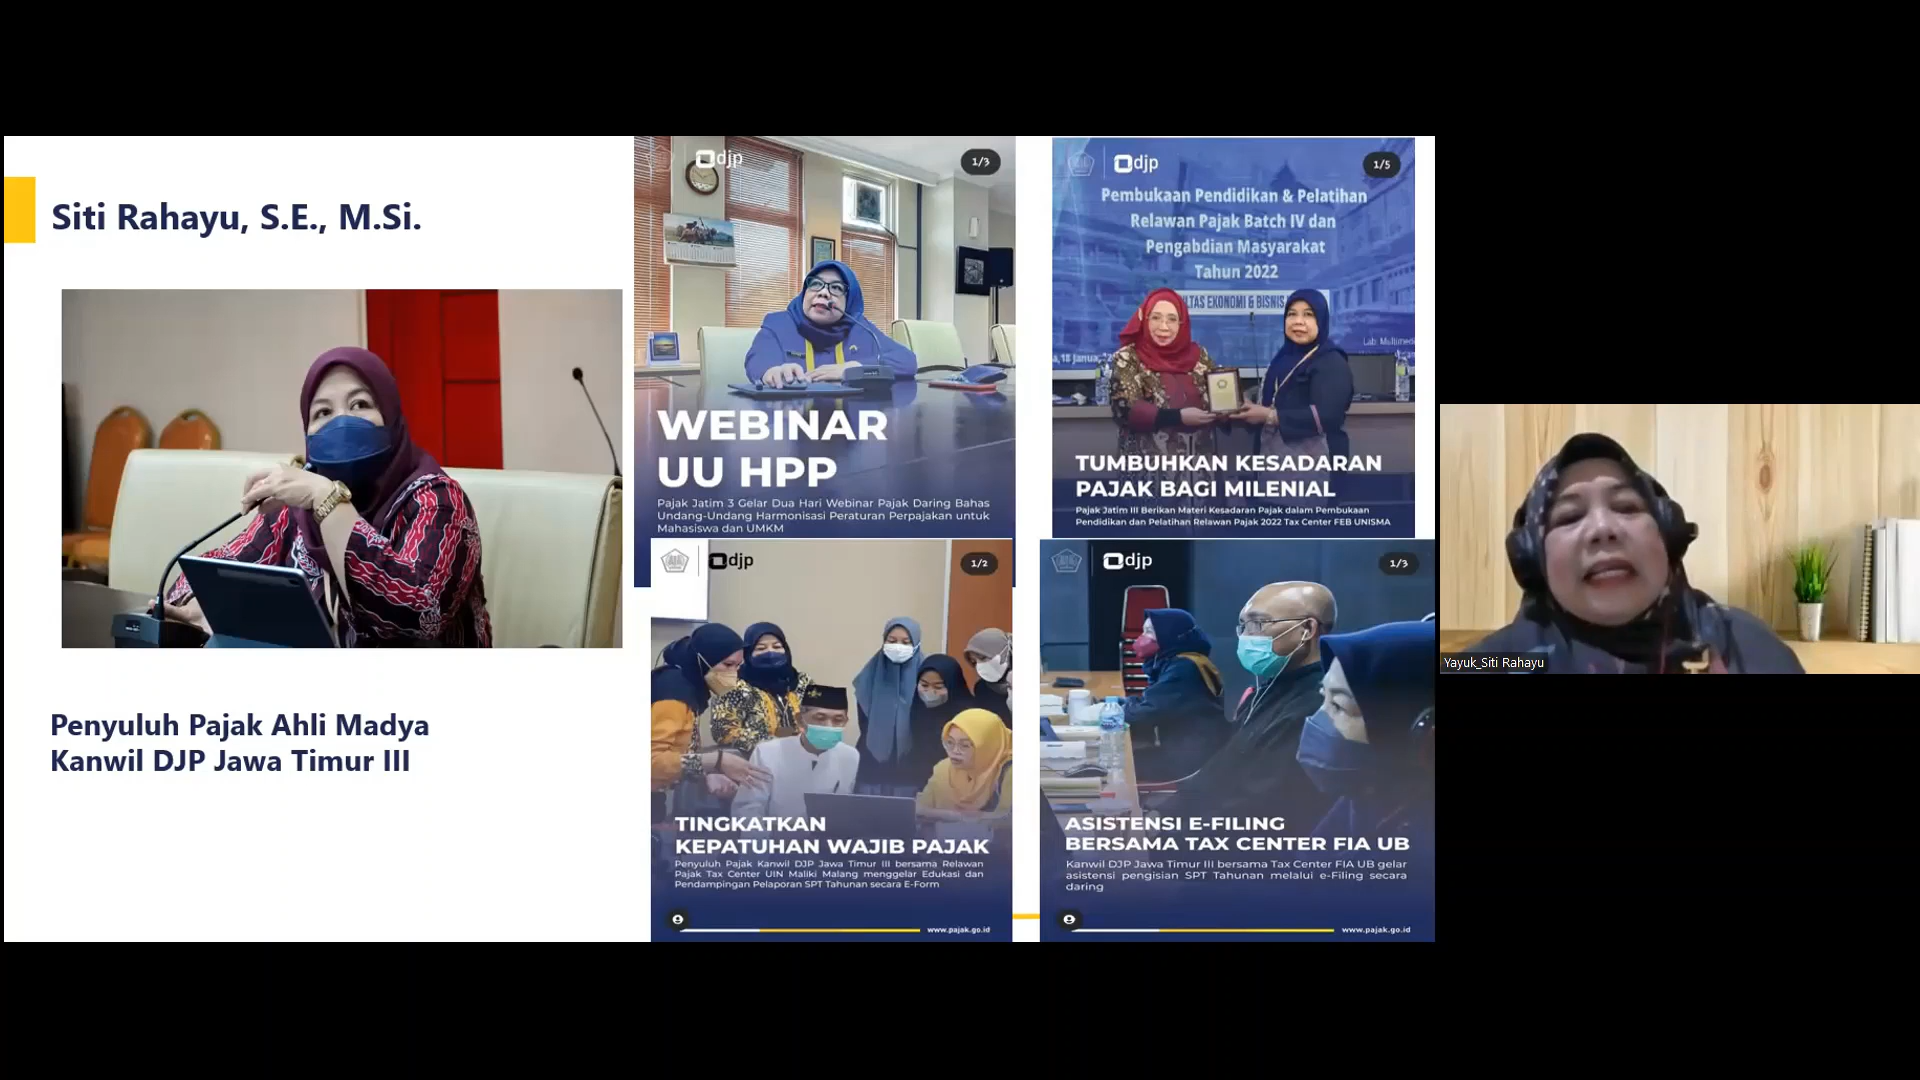 Siti Rahayu, S.E., M.Si.
Penyuluh Pajak Ahli Madya
Kanwil DJP Jawa Timur III
djp
1/3
WEBINAR
UU HPP
Pajak Jatim 3 Gelar Dua Hari Webinar Pajak Daring Bahas
Undang-Undang Harmonisasi Peraturan Perpajakan untuk
Mahasiswa dan UMKM
djp
1/5
Pembukaan Pendidikan & Pelatihan
Relawan Pajak Batch IV dan
Pengabdian Masyarakat
Tahun 2022
LTAS EKONOMI & BISNIS
TUMBUHKAN KESADARAN
PAJAK BAGI MILENIAL
Pajak Jatim III Berikan Materi Kesadaran Pajak dalam Pembukaan
Pendidikan dan Pelatihan Relawan Pajak 2022 Tax Center FEB UNISMA
djp
1/2
TINGKATKAN
KEPATUHAN WAJIB PAJAK
Penyuluh Pajak Kanwil DJP Jawa Timur III bersama Relawan
Pajak Tax Center UIN Maliki Malang menggelar Edukasi dan
Pendampingan Pelaporan SPT Tahunan secara E-Form
www.pajak.go.id
djp
1/3
ASISTENSI E-FILING
BERSAMA TAX CENTER FIA UB
Kanwil DJP Jawa Timur III bersama Tax Center FIA UB gelar
asistensi pengisian SPT Tahunan melalui e-Filing secara
daring
www.pajak.go.id
Yayuk_Siti Rahayu